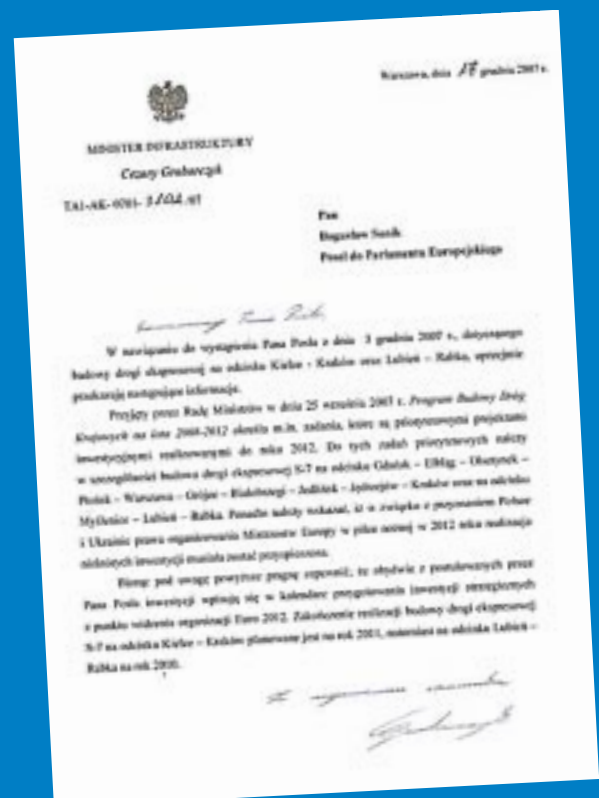 Warszawa, dnia 17 grudnia 2007 r.
MINISTER INFRASTRUKTURY
Cezary Grabarczyk
TA1-AK-0701-
Pan
Bogusław Sonik
Poseł do Parlamentu Europejskiego
W nawiązaniu do wystąpienia Pana Posła z dnia 3 grudnia 2007 r., dotyczącego
budowy drogi ekspresowej na odcinku Kielce - Kraków oraz Lubień – Rabka, uprzejmie
przekazuję następujące informacje.
Przyjęty przez Radę Ministrów w dniu 25 września 2007 r. Program Budowy Dróg
Krajowych na lata 2008-2012 określa m.in. zadania, które są priorytetowymi projektami
inwestycyjnymi realizowanymi do roku 2012. Do tych zadań priorytetowych należy
w szczególności budowa drogi ekspresowej S-7 na odcinku Gdańsk – Elbląg – Olsztynek –
Płońsk – Warszawa – Grójec – Białobrzegi – Jedlińsk – Jędrzejów – Kraków oraz na odcinku
Myślenice – Lubień – Rabka. Ponadto należy wskazać, iż w związku z przyznaniem Polsce
i Ukrainie prawa organizowania Mistrzostw Europy w piłce nożnej w 2012 roku realizacja
niektórych inwestycji musiała zostać przyspieszona.
Biorąc pod uwagę powyższe pragnę zapewnić, że obydwie z postulowanych przez
Pana Posła inwestycji wpisują się w kalendarz przygotowania inwestycji strategicznych
z punktu widzenia organizacji Euro 2012. Zakończenie realizacji budowy drogi ekspresowej
S-7 na odcinku Kielce – Kraków planowane jest na rok 2011, natomiast na odcinku Lubień –
Rabka na rok 2010.